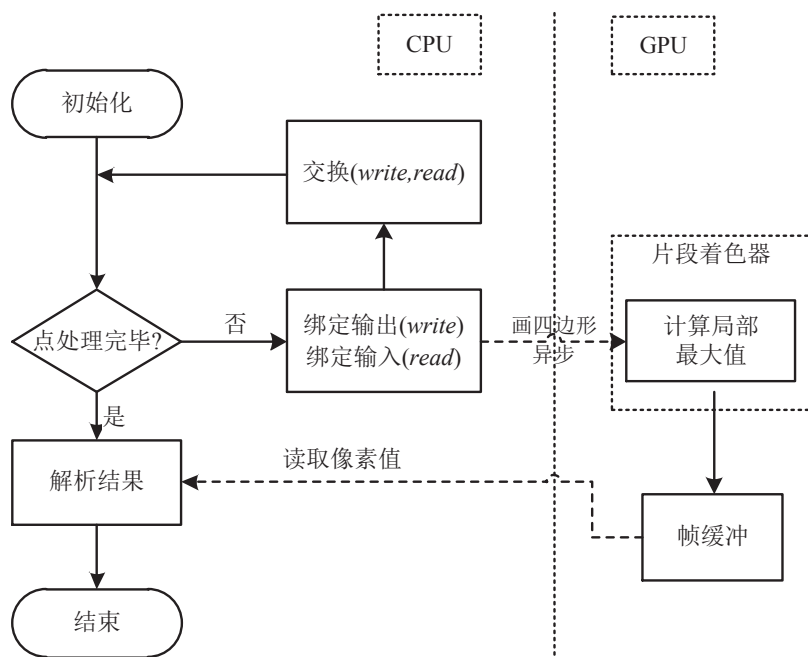 CPU
GPU
初始化
交换(write,read)
片段着色器
点处理完毕?
否
绑定输出(write)
绑定输入(read)
画四边形
异步
计算局部
最大值
是
解析结果
读取像素值
帧缓冲
结束